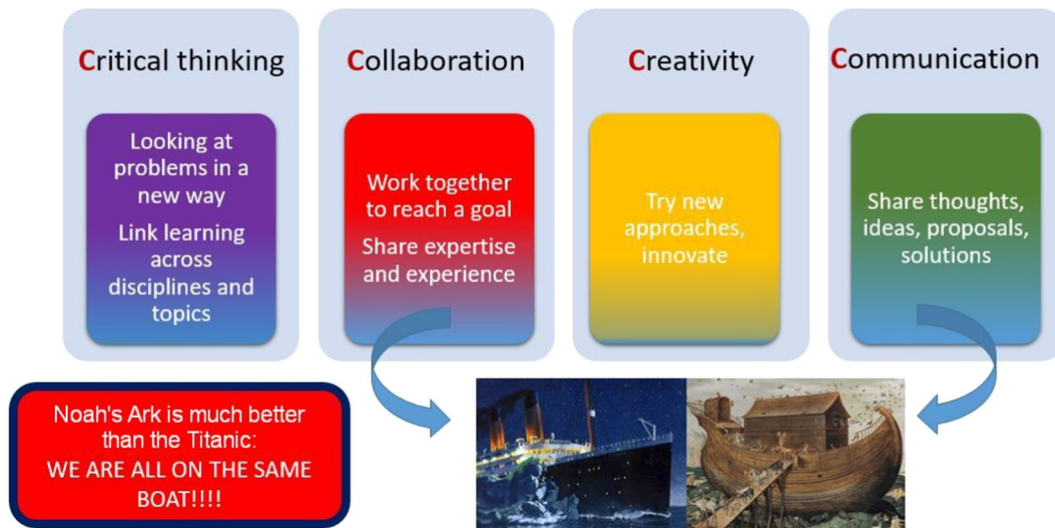 Critical thinking
Looking at
problems in a
new way
Link learning
across
disciplines and
topics
Collaboration
Work together
to reach a goal
Share expertise
and experience
Creativity
Try new
approaches,
innovate
Communication
Share thoughts,
ideas, proposals,
solutions
Noah's Ark is much better
than the Titanic:
WE ARE ALL ON THE SAME
BOAT!!!!